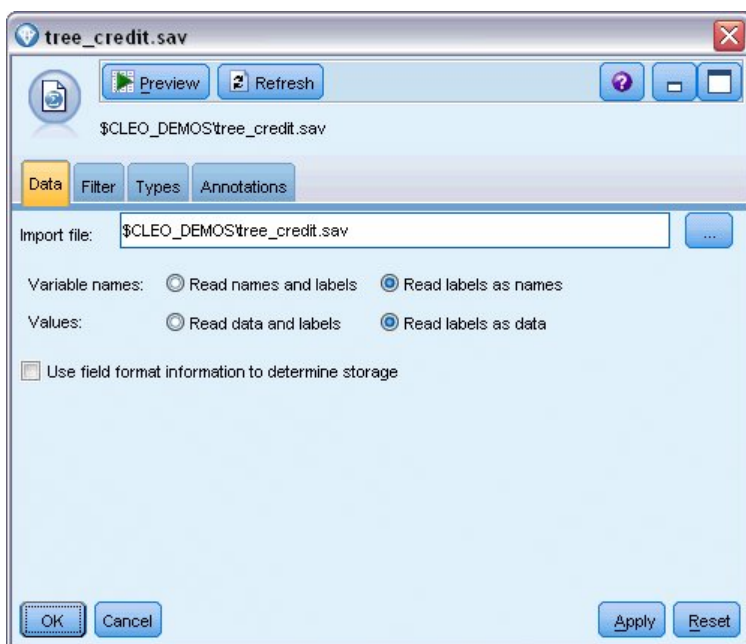 tree_credit.sav
Preview Refresh ?
$CLEO_DEMOS\tree_credit.sav
Data Filter Types Annotations
Import file: $CLEO_DEMOS\tree_credit.sav ...
Variable names: Read names and labels Read labels as names
Values: Read data and labels Read labels as data
Use field format information to determine storage
OK Cancel Apply Reset